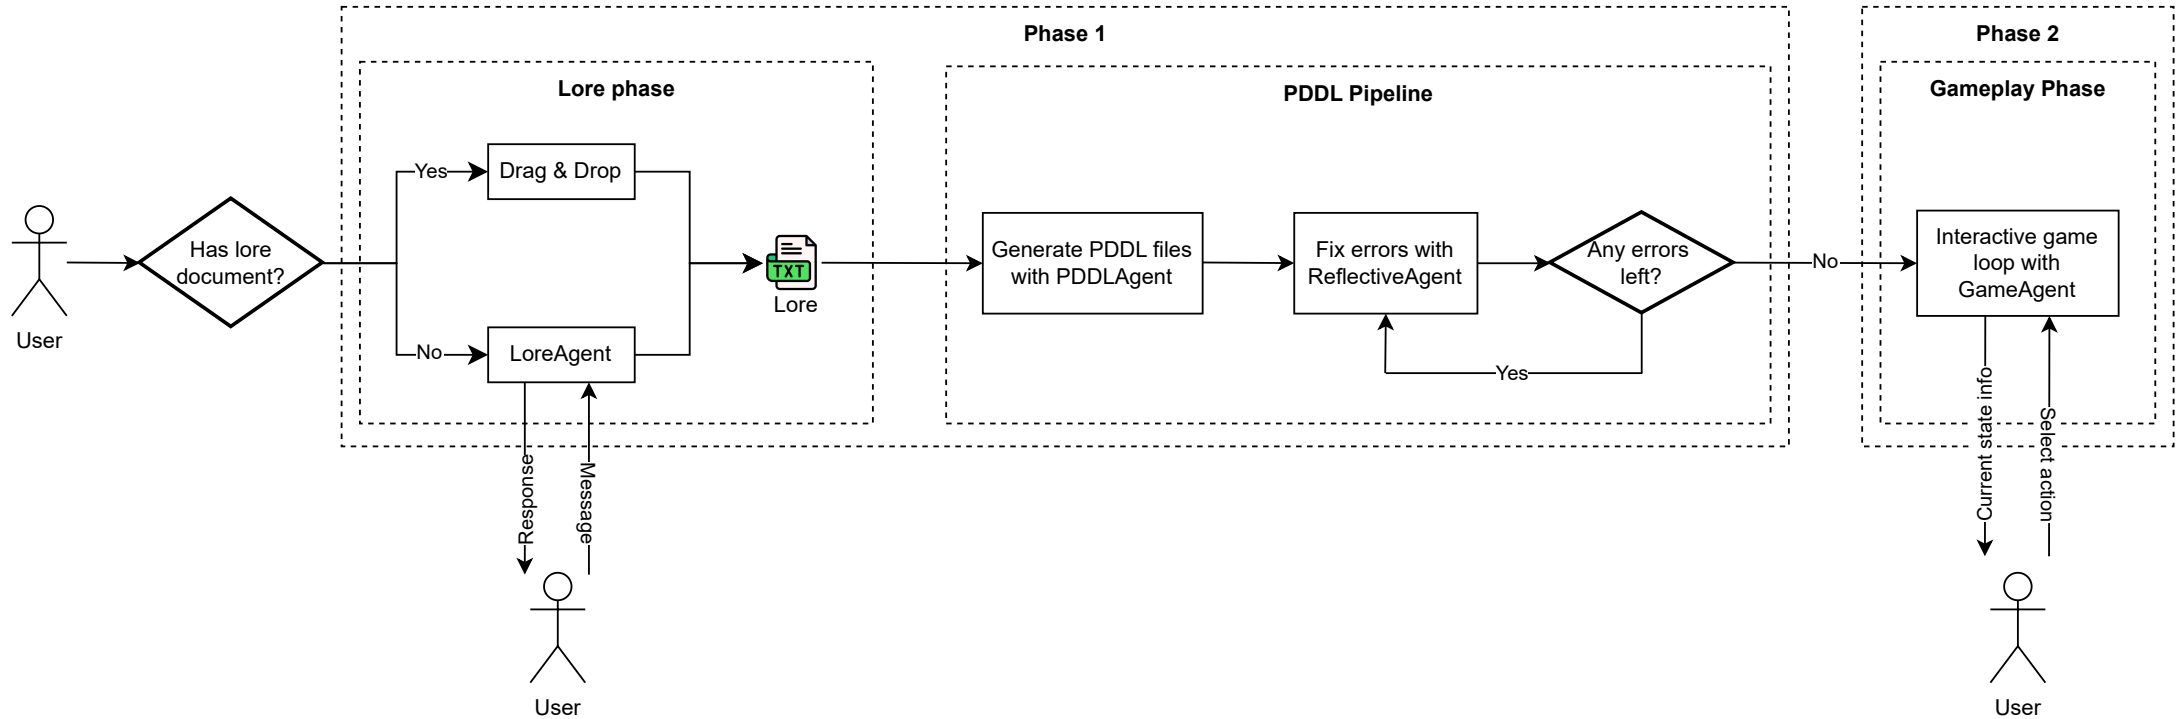 Phase 1
Phase 2
Lore phase
PDDL Pipeline
Gameplay Phase
User
Has lore
document?
Yes
Drag & Drop
No
LoreAgent
TXT
Lore
Generate PDDL files
with PDDLAgent
Fix errors with
ReflectiveAgent
Any errors
left?
Yes
No
Interactive game
loop with
GameAgent
Response
Message
User
Current state info
Select action
User